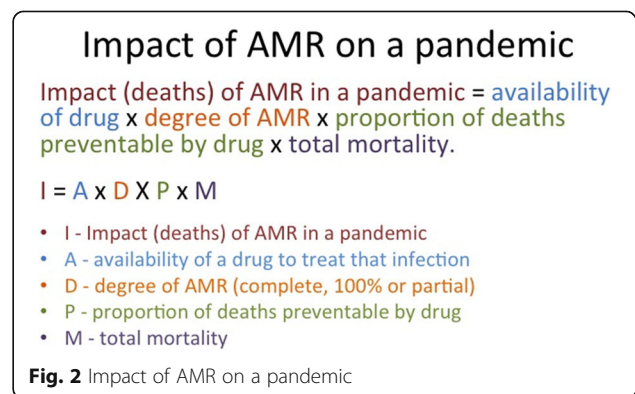 Impact of AMR on a pandemic
Impact (deaths) of AMR in a pandemic = availability
of drug x degree of AMR x proportion of deaths
preventable by drug x total mortality.
I = A x D X P x M
• I - Impact (deaths) of AMR in a pandemic
• A - availability of a drug to treat that infection
• D - degree of AMR (complete, 100% or partial)
• P - proportion of deaths preventable by drug
• M - total mortality
Fig. 2 Impact of AMR on a pandemic